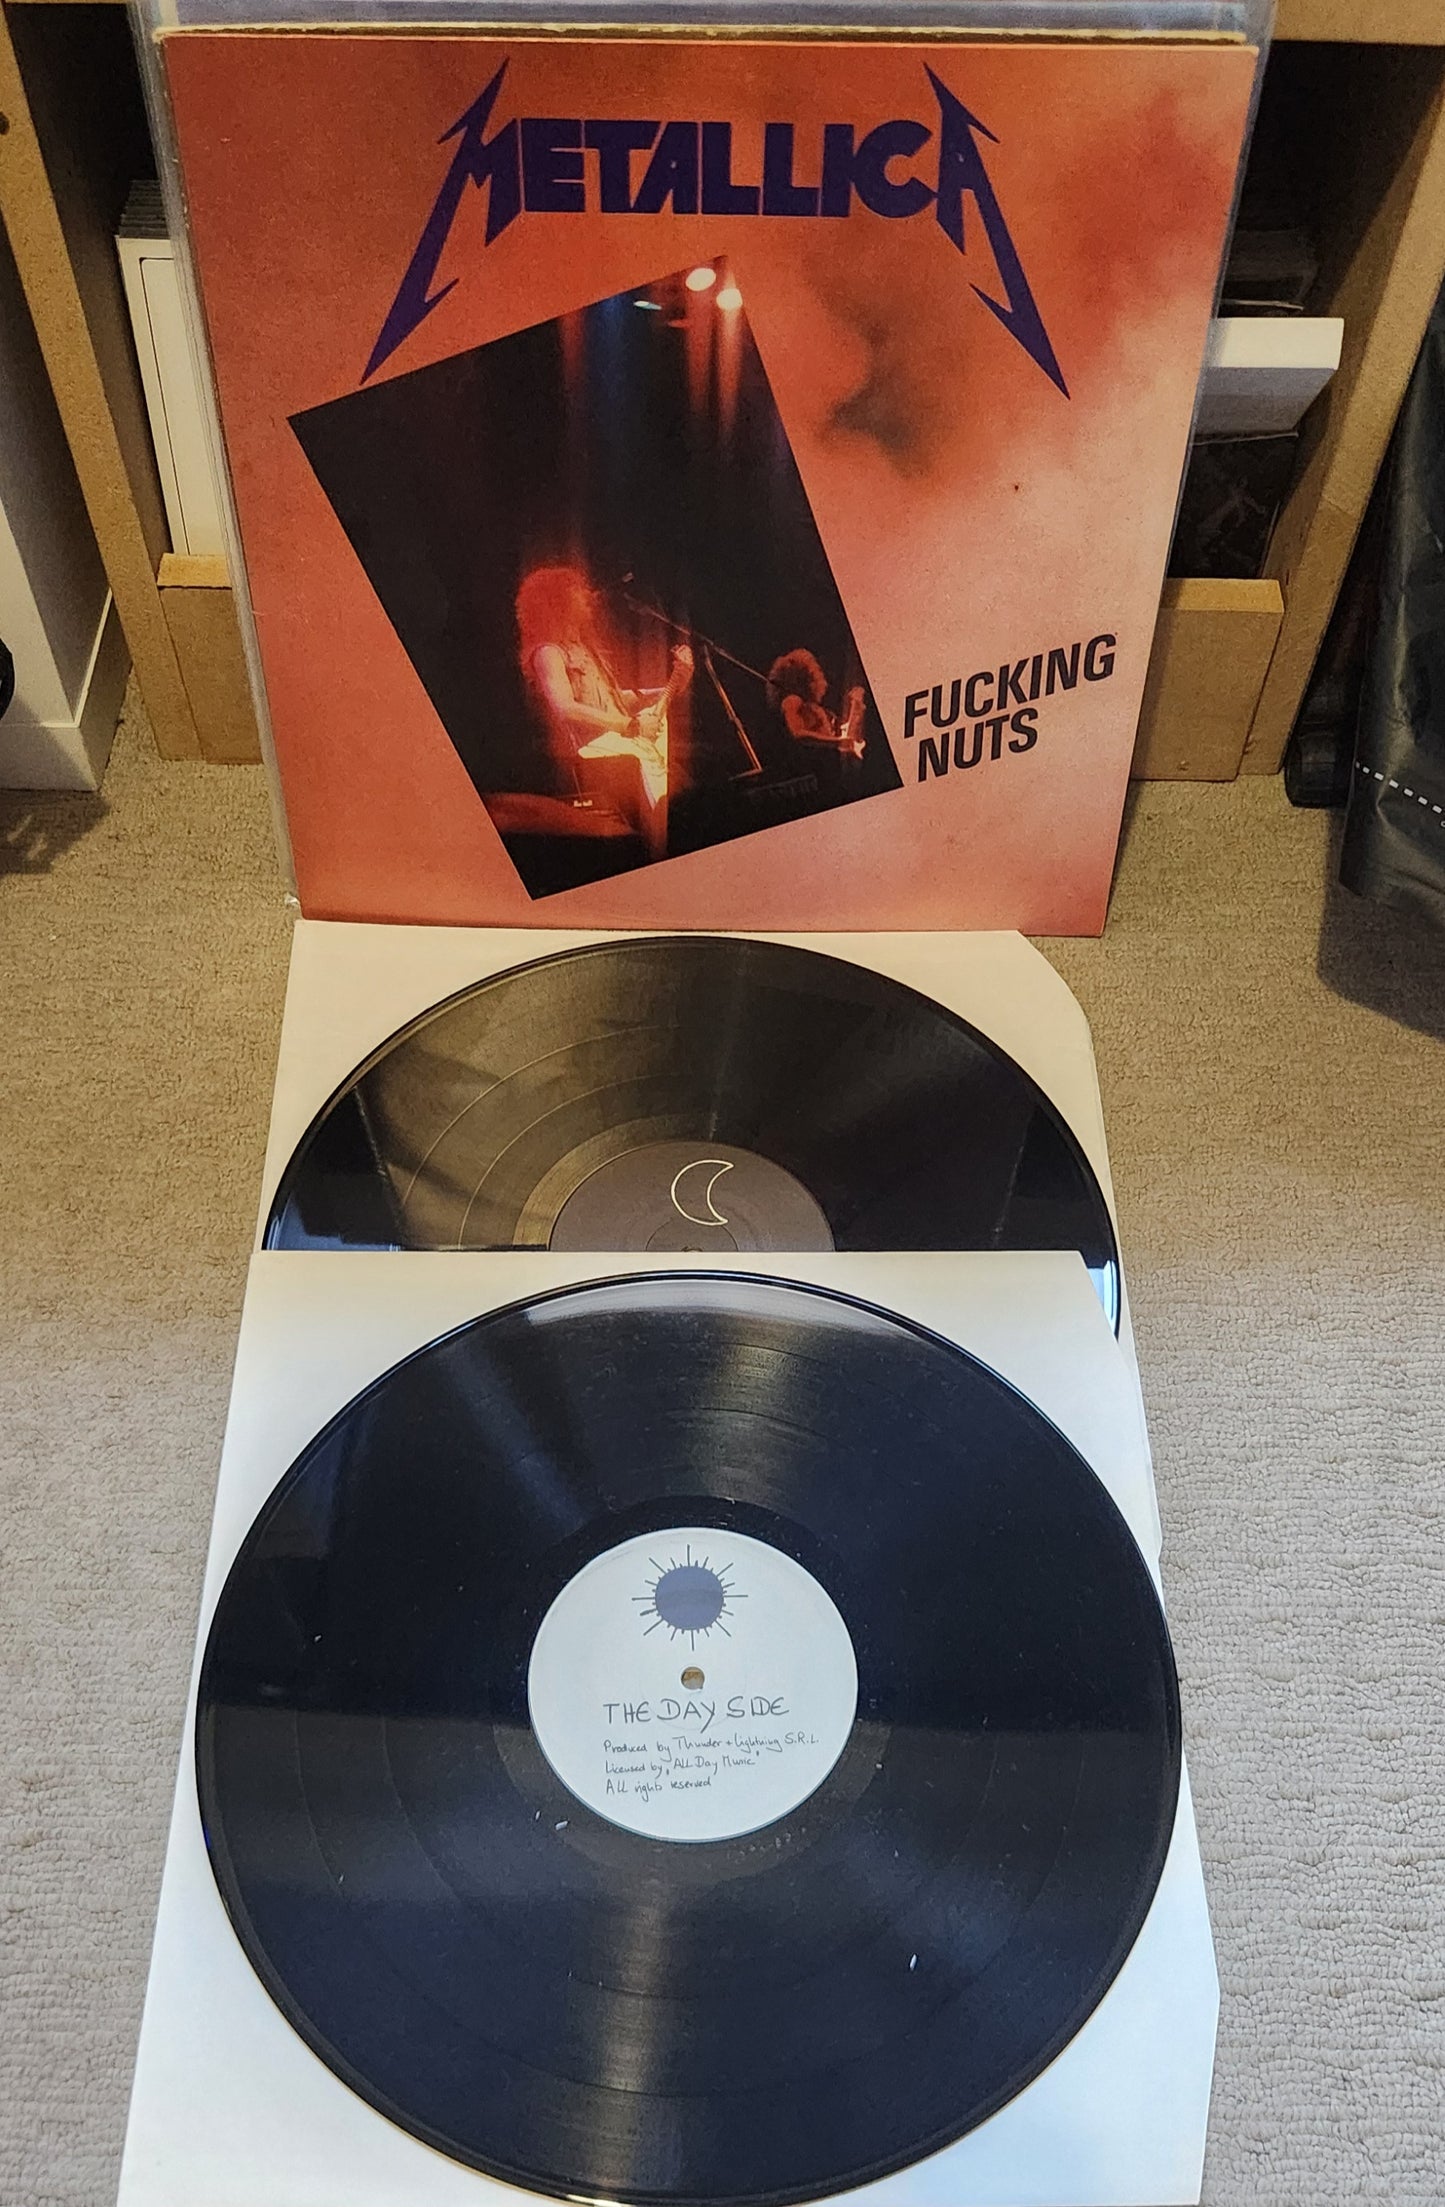 METALLICA
FUCKING
NUTS
THE DAY SIDE
Produced by Thunder + Lightning S.R.L.
Licensed by "ALL Day Music"
ALL rights reserved